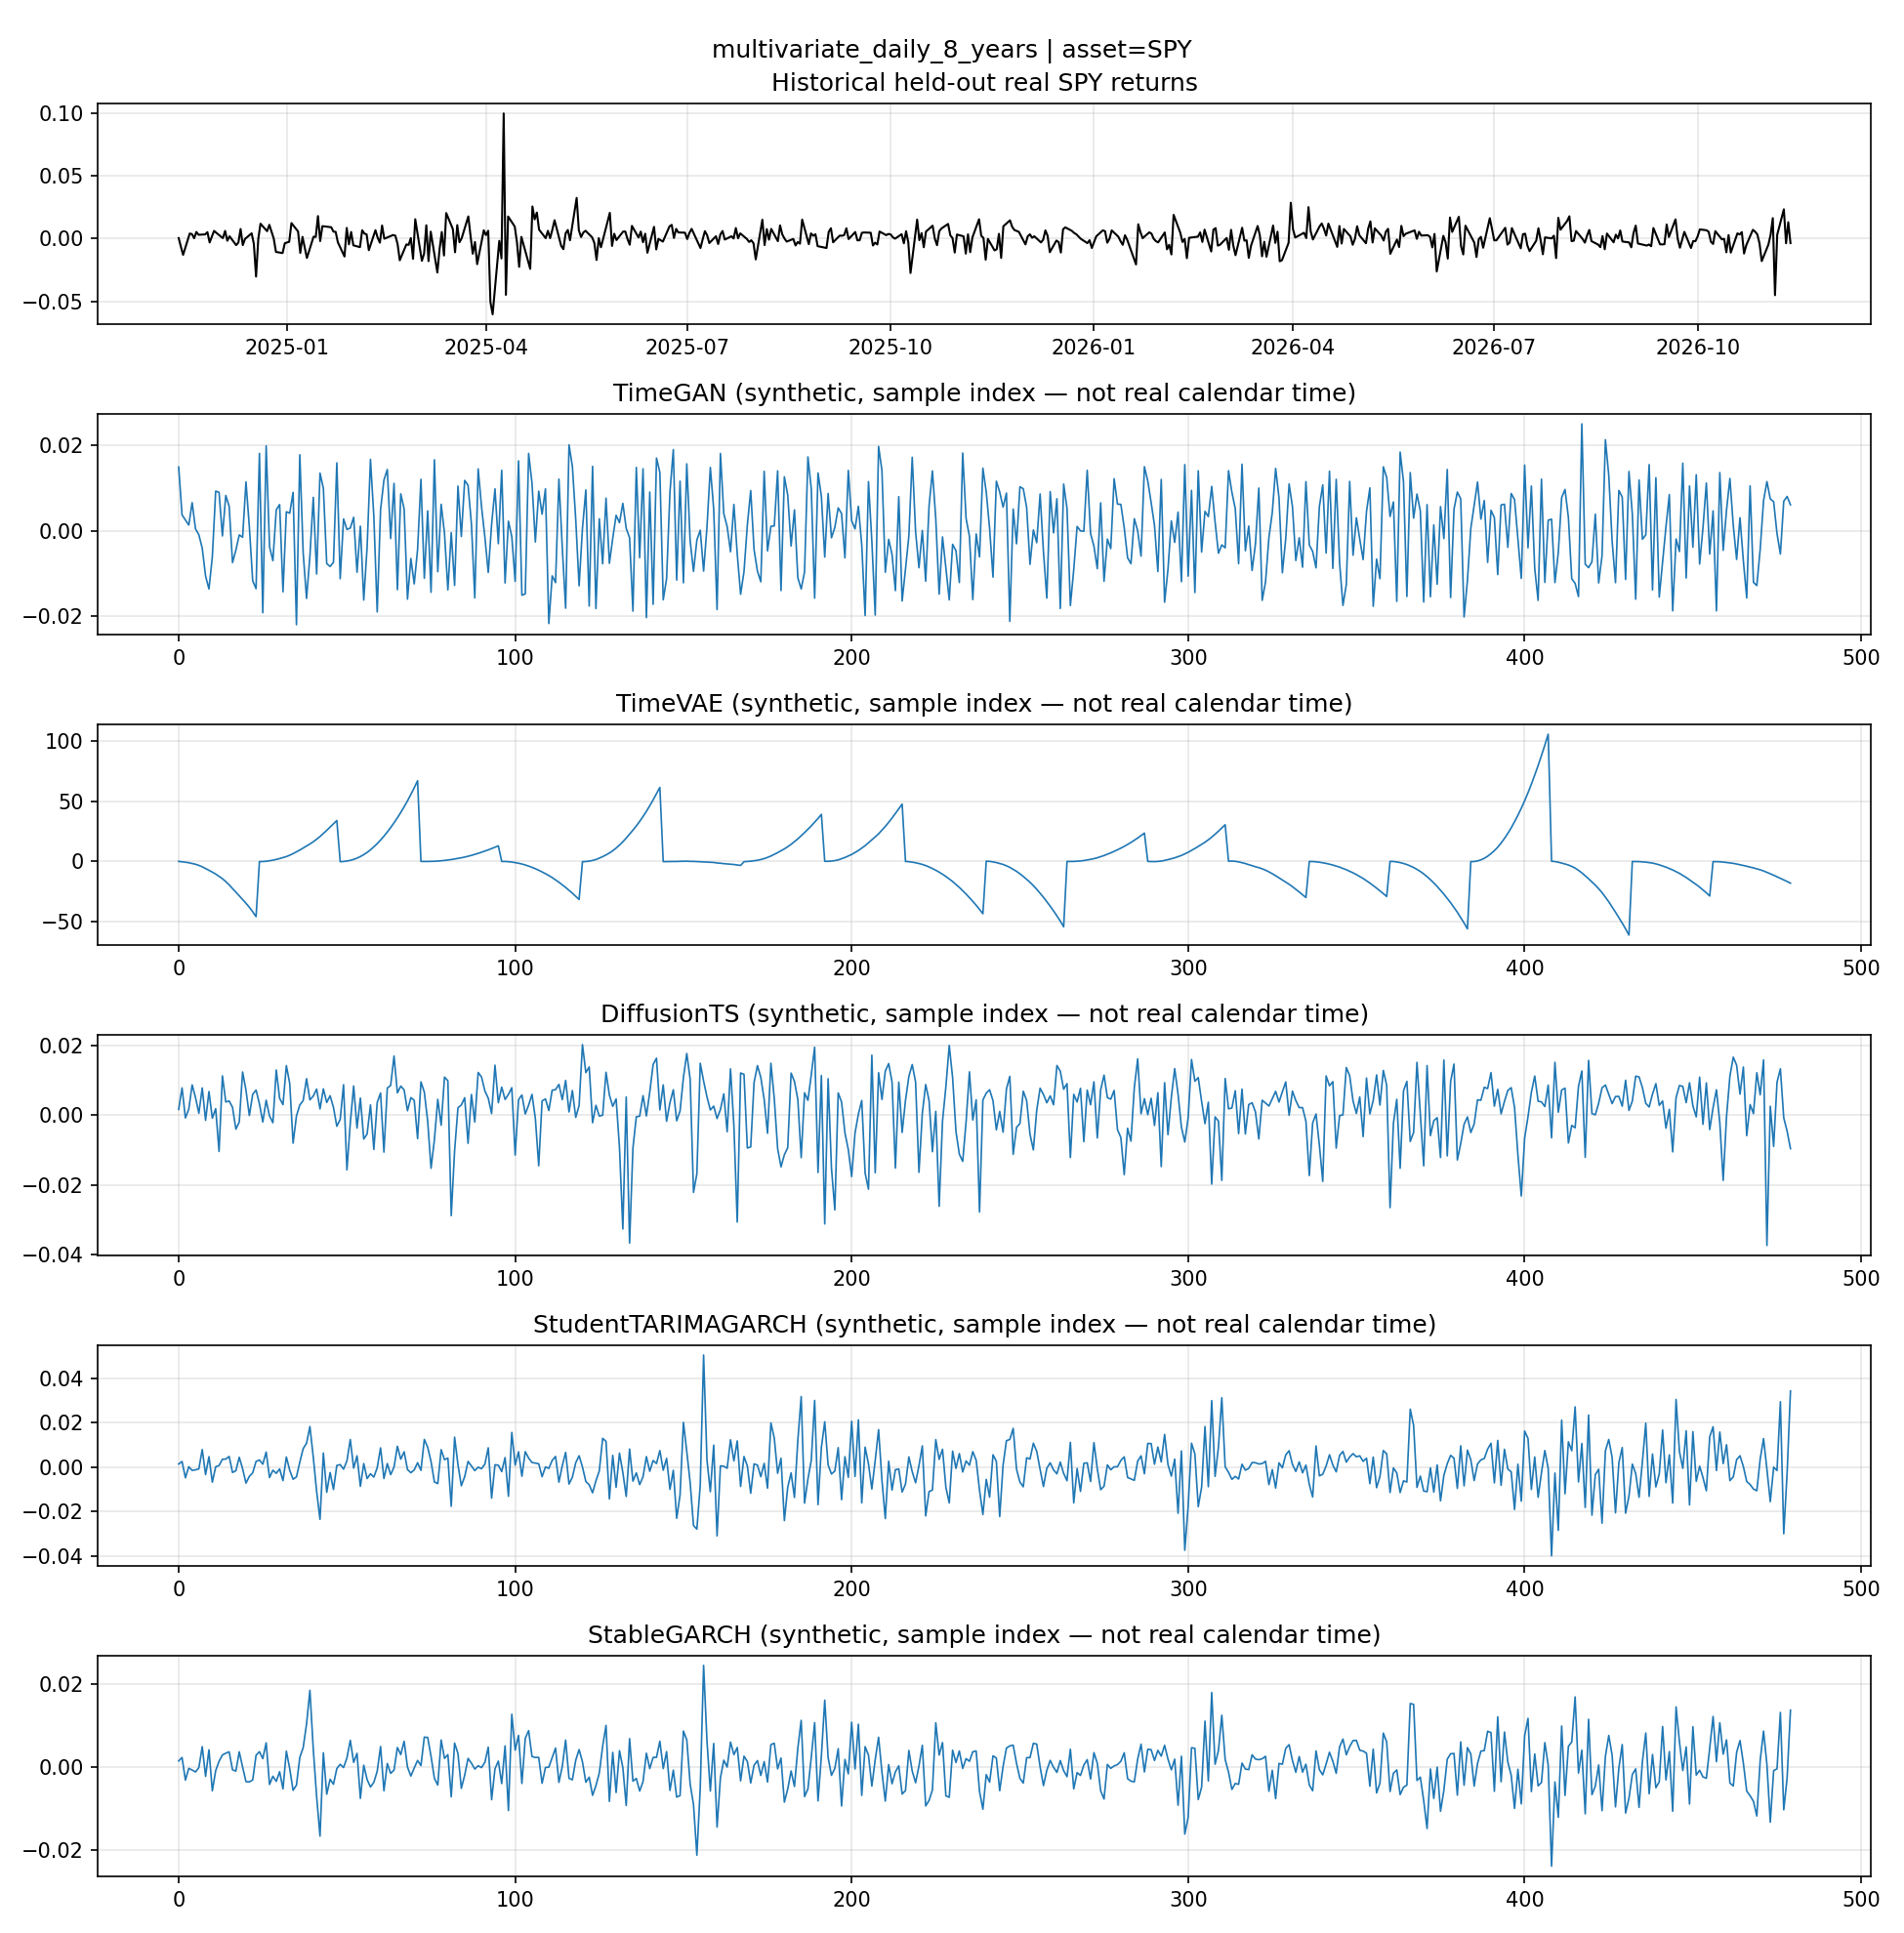 multivariate_daily_8_years | asset=SPY
Historical held-out real SPY returns
0.10
0.05
0.00
−0.05
2025-01 2025-04 2025-07 2025-10 2026-01 2026-04 2026-07 2026-10
TimeGAN (synthetic, sample index — not real calendar time)
0.02
0.00
−0.02
0 100 200 300 400 500
TimeVAE (synthetic, sample index — not real calendar time)
100
50
0
−50
0 100 200 300 400 500
DiffusionTS (synthetic, sample index — not real calendar time)
0.02
0.00
−0.02
−0.04
0 100 200 300 400 500
StudentTARIMAGARCH (synthetic, sample index — not real calendar time)
0.04
0.02
0.00
−0.02
−0.04
0 100 200 300 400 500
StableGARCH (synthetic, sample index — not real calendar time)
0.02
0.00
−0.02
0 100 200 300 400 500